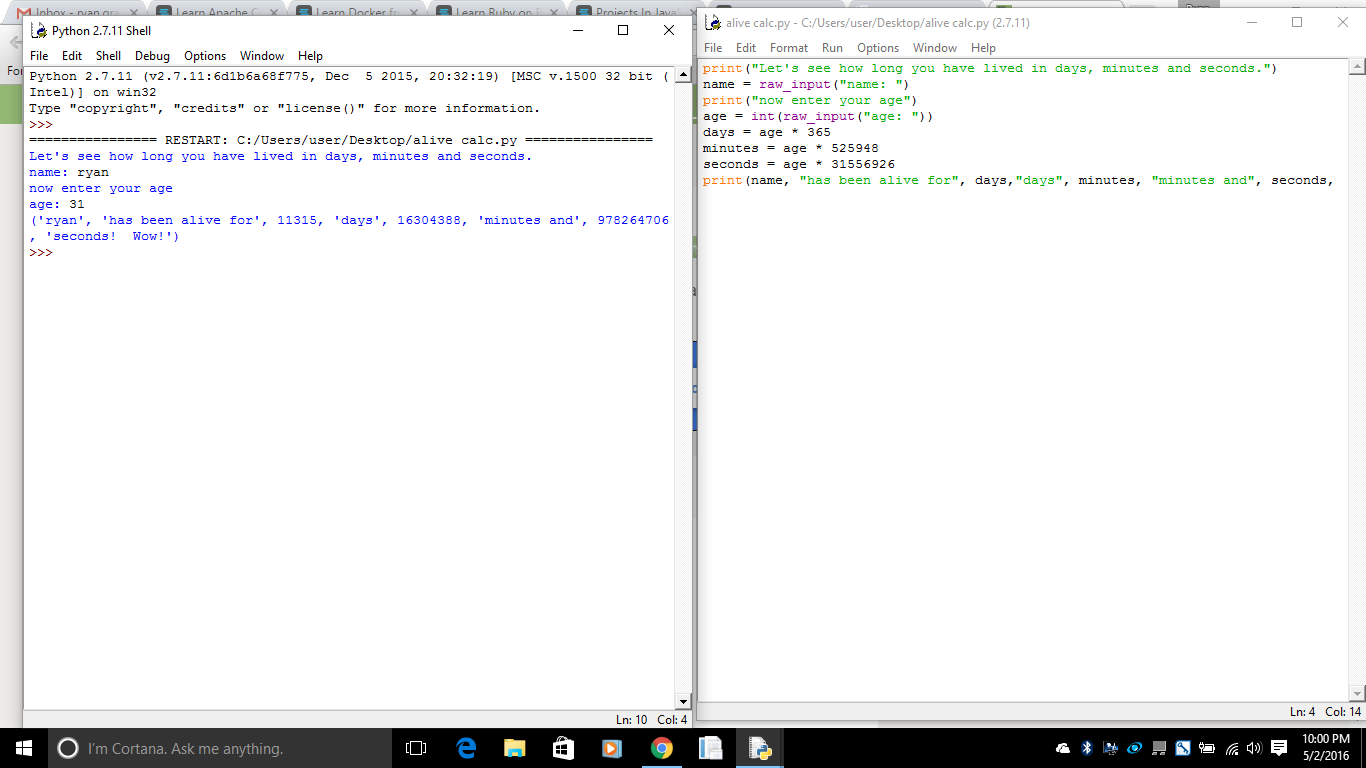 Inbox - ryan gra
Learn Apache C
Learn Docker fr
Learn Ruby on R
Projects In Java
Python 2.7.11 Shell
File Edit Shell Debug Options Window Help
Python 2.7.11 (v2.7.11:6d1b6a68f775, Dec  5 2015, 20:32:19) [MSC v.1500 32 bit (
Intel)] on win32
Type "copyright", "credits" or "license()" for more information.
>>>
================ RESTART: C:/Users/user/Desktop/alive calc.py ================
Let's see how long you have lived in days, minutes and seconds.
name: ryan
now enter your age
age: 31
('ryan', 'has been alive for', 11315, 'days', 16304388, 'minutes and', 978264706
, 'seconds!  Wow!')
>>>
Ln: 10 Col: 4
alive calc.py - C:/Users/user/Desktop/alive calc.py (2.7.11)
File Edit Format Run Options Window Help
print("Let's see how long you have lived in days, minutes and seconds.")
name = raw_input("name: ")
print("now enter your age")
age = int(raw_input("age: "))
days = age * 365
minutes = age * 525948
seconds = age * 31556926
print(name, "has been alive for", days,"days", minutes, "minutes and", seconds,
Ln: 4 Col: 14
For
I'm Cortana. Ask me anything.
10:00 PM
5/2/2016